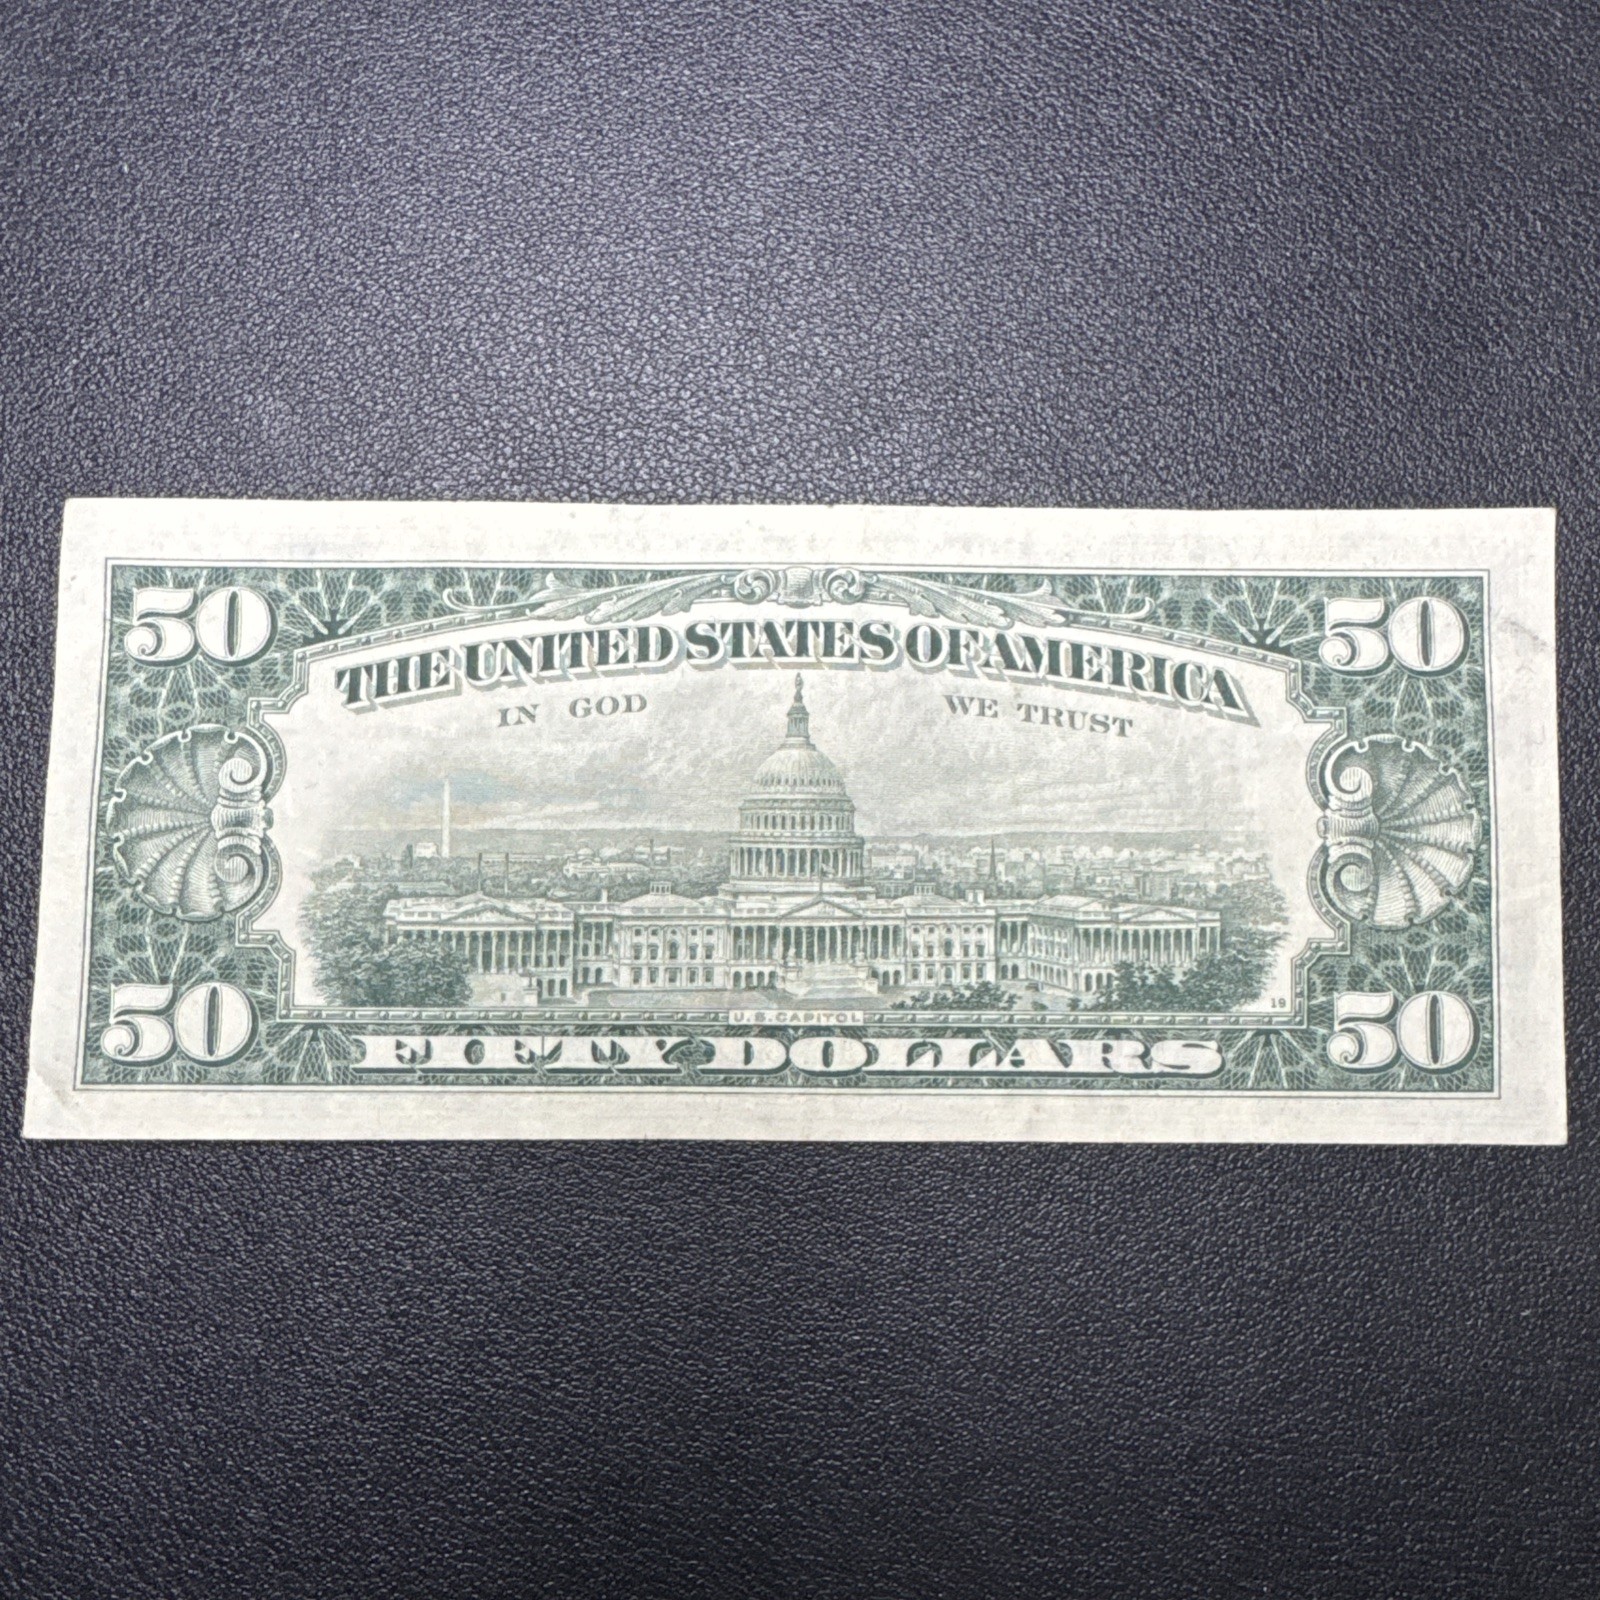 50 50
THE UNITED STATES OF AMERICA
IN GOD WE TRUST
19
U.S. CAPITOL
50 FIFTY DOLLARS 50